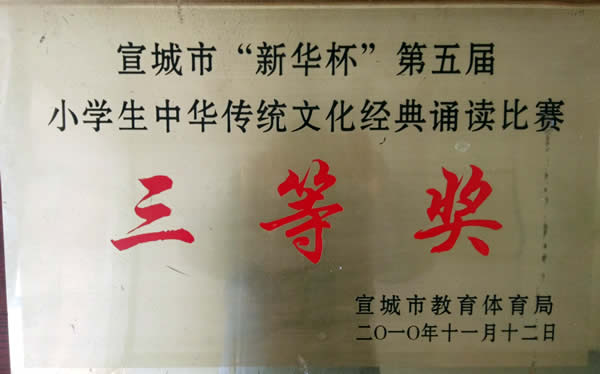 宣城市“新华杯”第五届
小学生中华传统文化经典诵读比赛
三等奖
宣城市教育体育局
二〇一〇年十一月十二日